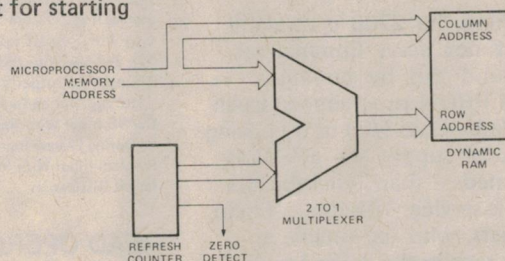 t for starting
COLUMN
ADDRESS
MICROPROCESSOR
MEMORY
ADDRESS
ROW
ADDRESS
DYNAMIC
RAM
2 TO 1
MULTIPLEXER
REFRESH
COUNTER
ZERO
DETECT